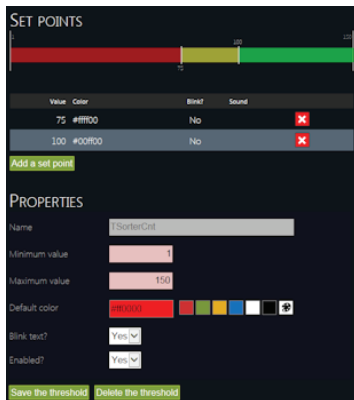 SET POINTS
100
75
Value Color Blink? Sound
75 #ffff00 No
100 #00ff00 No
Add a set point
PROPERTIES
Name TSorterCnt
Minimum value 1
Maximum value 150
Default color #ff0000
Blink text? Yes
Enabled? Yes
Save the threshold Delete the threshold